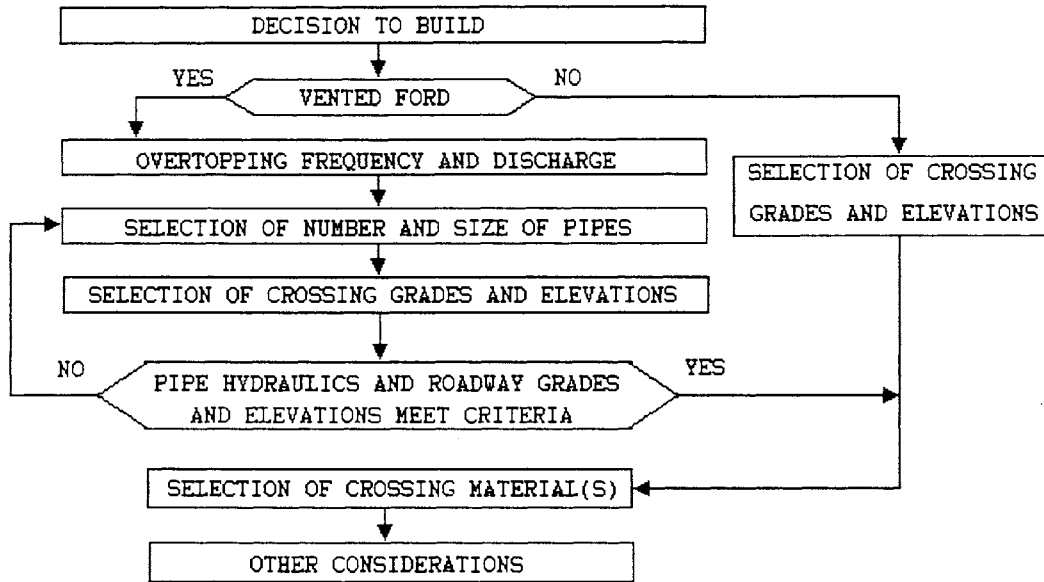 DECISION TO BUILD
YES
NO
VENTED FORD
OVERTOPPING FREQUENCY AND DISCHARGE
SELECTION OF CROSSING
GRADES AND ELEVATIONS
SELECTION OF NUMBER AND SIZE OF PIPES
SELECTION OF CROSSING GRADES AND ELEVATIONS
NO
YES
PIPE HYDRAULICS AND ROADWAY GRADES
AND ELEVATIONS MEET CRITERIA
SELECTION OF CROSSING MATERIAL(S)
OTHER CONSIDERATIONS